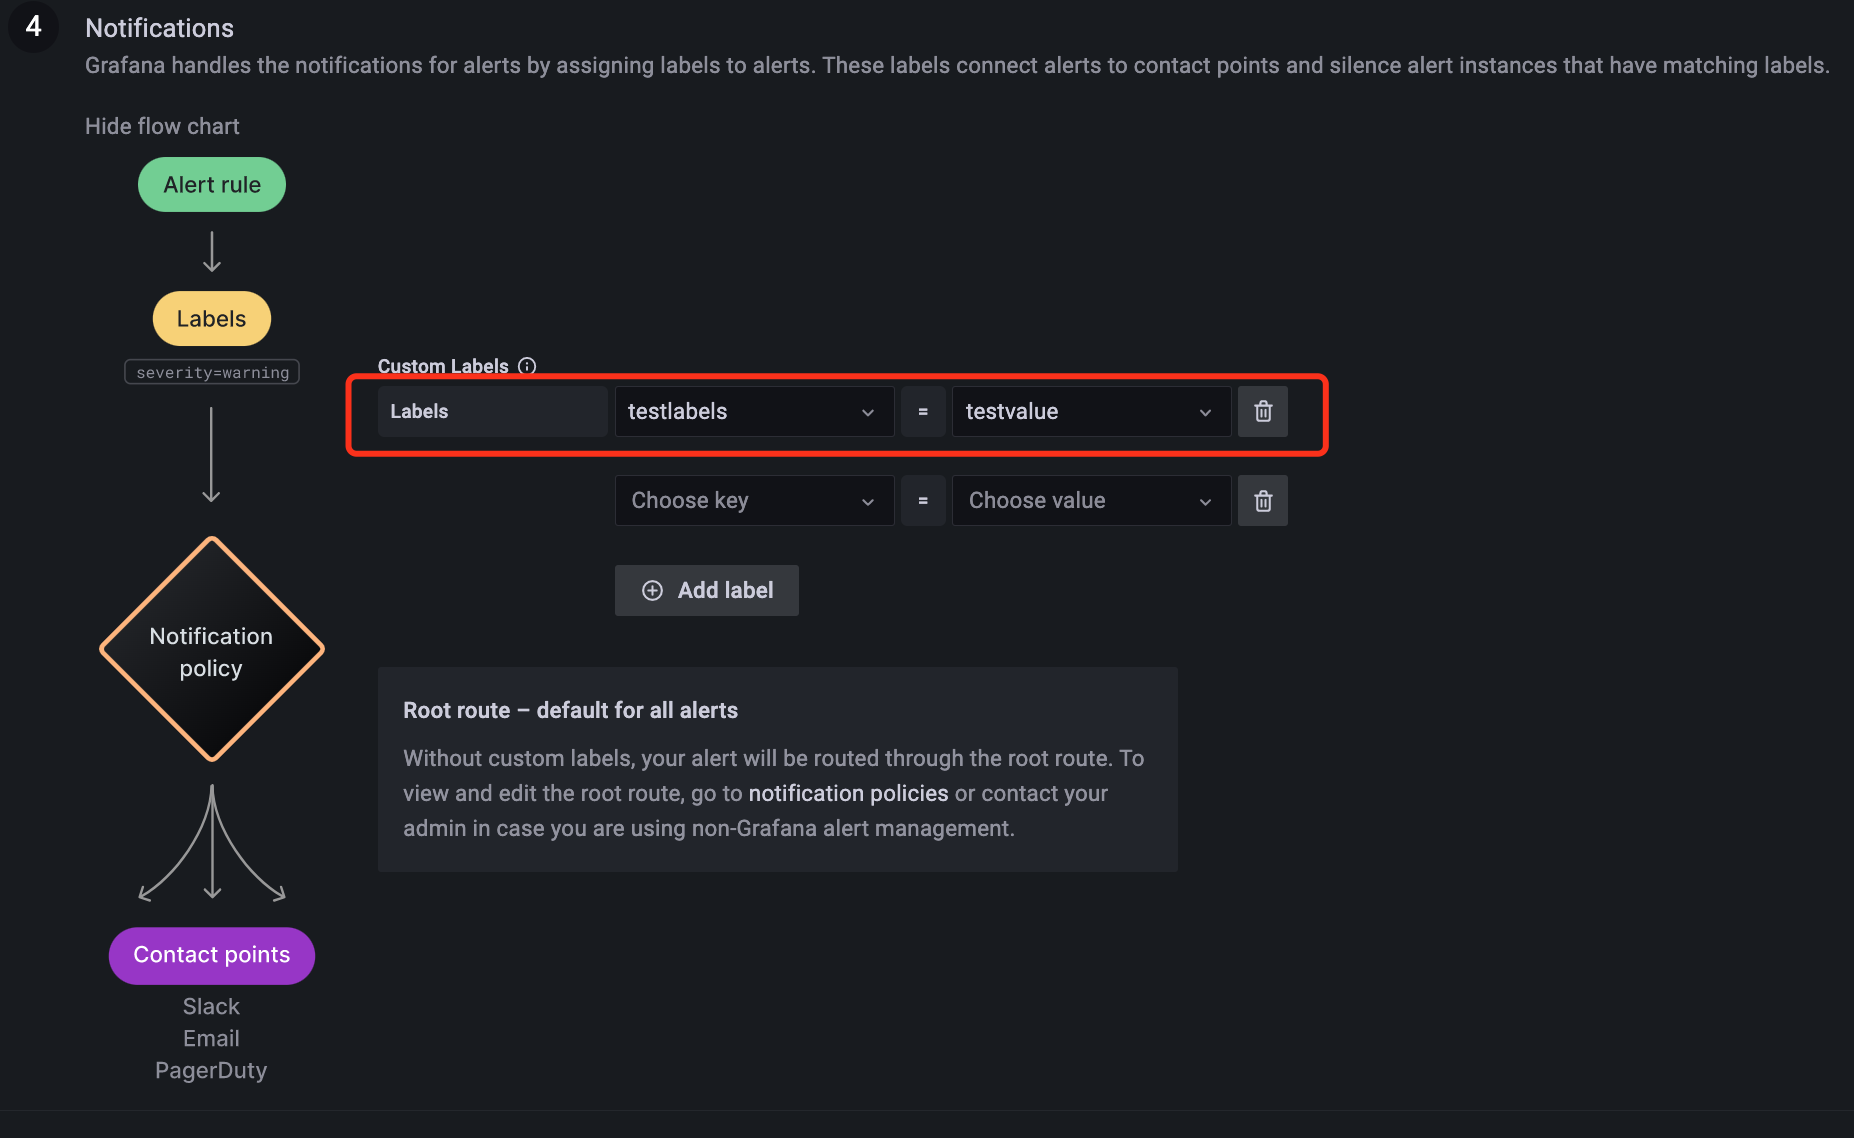 4
Notifications
Grafana handles the notifications for alerts by assigning labels to alerts. These labels connect alerts to contact points and silence alert instances that have matching labels.
Hide flow chart
Alert rule
Labels
severity=warning
Custom Labels
Labels testlabels = testvalue
Choose key = Choose value
Add label
Notification
policy
Root route – default for all alerts
Without custom labels, your alert will be routed through the root route. To
view and edit the root route, go to notification policies or contact your
admin in case you are using non-Grafana alert management.
Contact points
Slack
Email
PagerDuty